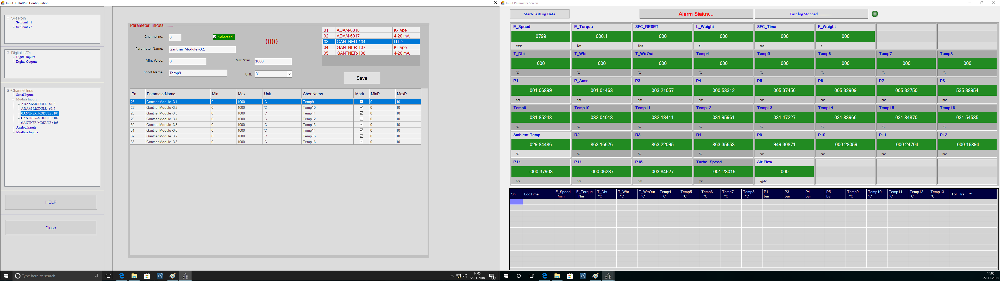 InPut / OutPut Configuration ........
Set Poin
SetPoint - 1
SetPoint - 2
Digital In/Ou
Digital Inputs
Digital Outputs
Channel Inpu
Serial Inputs
Module Inputs
ADAM-MODULE : 6018
ADAM-MODULE : 6017
GANTNER-MODULE : 104
GANTNER-MODULE : 107
GANTNER-MODULE : 108
Analog Inputs
Modbus Inputs
HELP
Close
Parameter InPuts .......
Channel no. 0 Selected 000
Parameter Name: Gantner Module -3.1
Min. Value: 0 Max. Value: 1000
Short Name: Temp9 Unit: °C
01 ADAM-6018 K-Type
02 ADAM-6017 4-20 mA
03 GANTNER-104 RTD
04 GANTNER-107 K-Type
05 GANTNER-108 4-20 mA
Save
Pn ParameterName Min Max Unit ShortName Mark MinP MaxP
26 Gantner Module -3.1 0 1000 °C Temp9 0 10
27 Gantner Module -3.2 0 1000 °C Temp10 0 10
28 Gantner Module -3.3 0 1000 °C Temp11 0 10
29 Gantner Module -3.4 0 1000 °C Temp12 0 10
30 Gantner Module -3.5 0 1000 °C Temp13 0 10
31 Gantner Module -3.6 0 1000 °C Temp14 0 10
32 Gantner Module -3.7 0 1000 °C Temp15 0 10
33 Gantner Module -3.8 0 1000 °C Temp16 0 10
Type here to search
14:05
22-11-2018
3
InPut Parameter Screen
Start-FastLog Data Alarm Status... Fast log Stopped..............
E_Speed E_Torque SFC_RESET L_Weight SFC_Time F_Weight
0799 000.1 000 000 000 000
r/min Nm Unit g sec g
T_Dbt T_Wbt T_WtrOut Temp4 Temp5 Temp6 Temp7 Temp8
000 000 000 000 000 000 000 000
°C °C °C °C °C °C °C °C
P1 P_Atms P3 P4 P5 P6 P7 P8
001.06899 001.01463 003.21057 000.53312 005.37456 005.32909 005.32750 535.38954
bar bar bar bar bar bar bar bar
Temp9 Temp10 Temp11 Temp12 Temp13 Temp14 Temp15 Temp16
031.85248 032.04018 032.13411 031.95961 031.47227 031.83966 031.84870 031.54585
°C °C °C °C °C °C °C °C
Ambient Temp R2 R3 R4 P9 P10 P11 P12
029.84486 863.16676 863.22095 863.35653 949.30871 -000.28059 -000.24704 -000.16894
°C °C °C °C bar bar bar bar
P14 P14 P15 Turbo_Speed Air Flow
-000.37908 -000.06237 003.84627 -001.28015 000
bar bar bar rpm kg/hr
Sn LogTime E_Speed E_Torque T_Dbt T_Wbt T_WtrOut Temp4 Temp5 Temp6 Temp7 Temp8 P1 P3 P4 P5 Temp9 Temp10 Temp11 Temp12 Temp13 Tol_Hrs ***
r/min Nm °C °C °C °C °C °C °C °C bar bar bar bar °C °C °C °C °C
14:05
22-11-2018